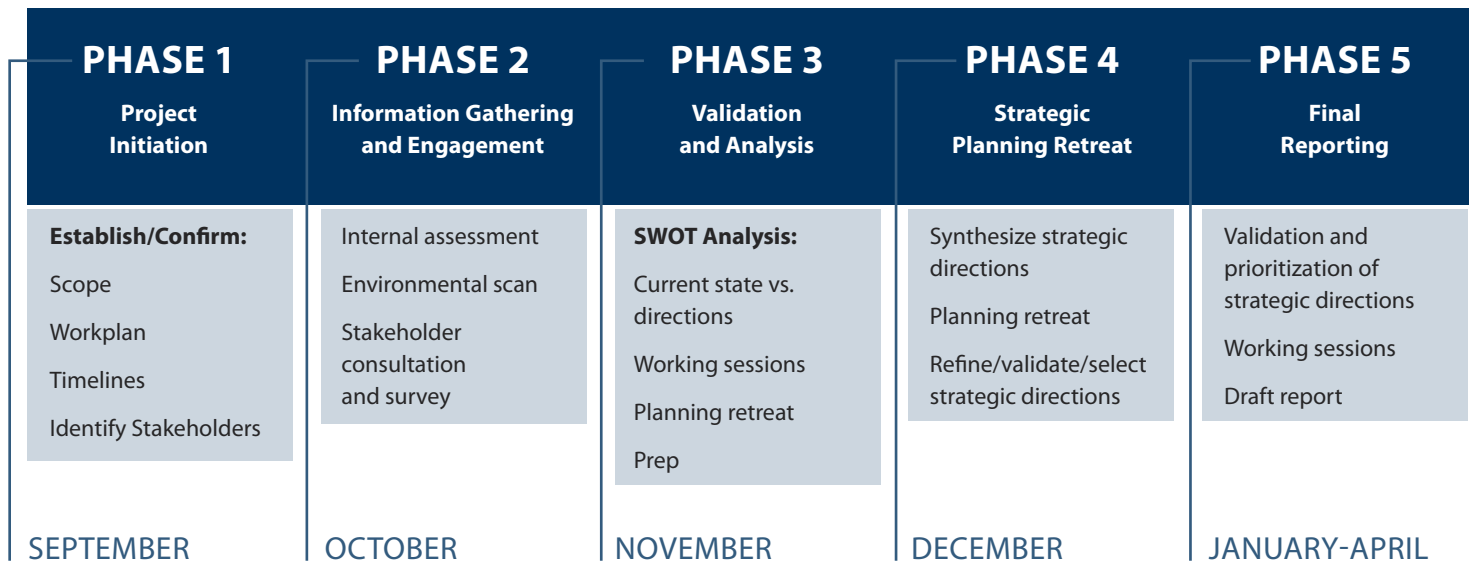 PHASE 1
Project
Initiation
Establish/Confirm:
Scope
Workplan
Timelines
Identify Stakeholders
SEPTEMBER
PHASE 2
Information Gathering
and Engagement
Internal assessment
Environmental scan
Stakeholder
consultation
and survey
OCTOBER
PHASE 3
Validation
and Analysis
SWOT Analysis:
Current state vs.
directions
Working sessions
Planning retreat
Prep
NOVEMBER
PHASE 4
Strategic
Planning Retreat
Synthesize strategic
directions
Planning retreat
Refine/validate/select
strategic directions
DECEMBER
PHASE 5
Final
Reporting
Validation and
prioritization of
strategic directions
Working sessions
Draft report
JANUARY-APRIL